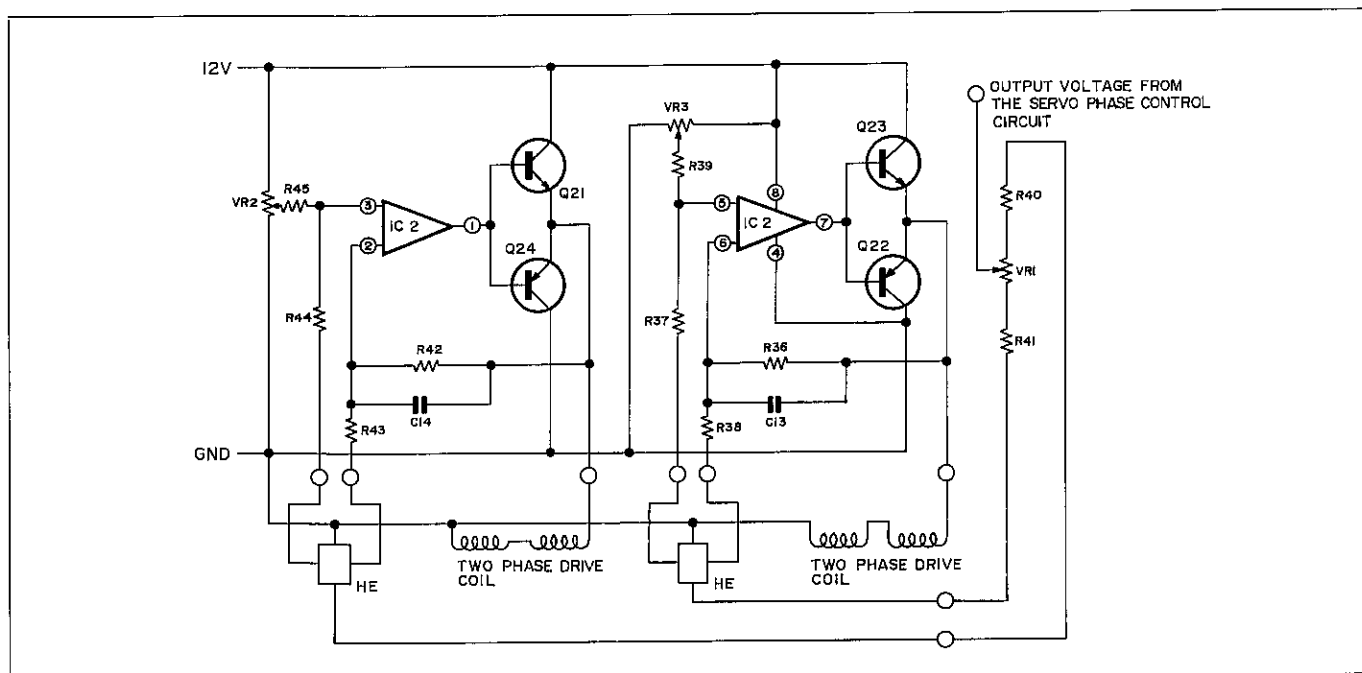 12V
OUTPUT VOLTAGE FROM
THE SERVO PHASE CONTROL
CIRCUIT
VR3
Q23
R39
Q21
R45
R40
VR2
3
IC 2
1
5
8
IC 2
7
2
6
4
Q24
Q22
VR1
R44
R37
R41
R42
R36
C14
C13
R43
R38
GND
TWO PHASE DRIVE
COIL
HE
TWO PHASE DRIVE
COIL
HE